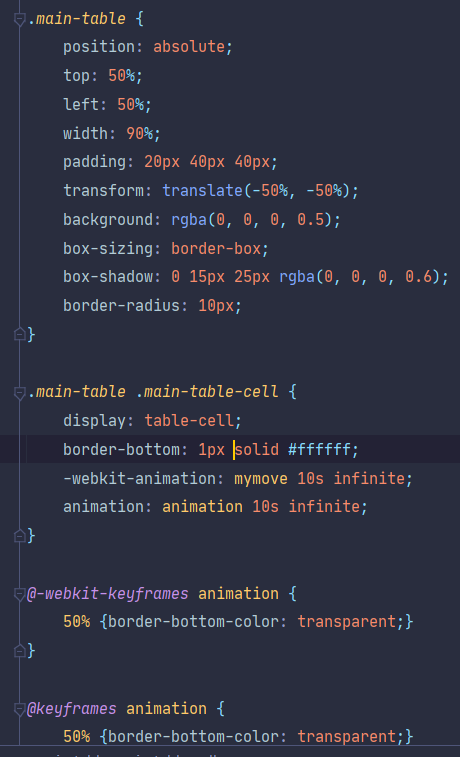 .main-table {
position: absolute;
top: 50%;
left: 50%;
width: 90%;
padding: 20px 40px 40px;
transform: translate(-50%, -50%);
background: rgba(0, 0, 0, 0.5);
box-sizing: border-box;
box-shadow: 0 15px 25px rgba(0, 0, 0, 0.6);
border-radius: 10px;
}
.main-table .main-table-cell {
display: table-cell;
border-bottom: 1px solid #ffffff;
-webkit-animation: mymove 10s infinite;
animation: animation 10s infinite;
}
@-webkit-keyframes animation {
50% {border-bottom-color: transparent;}
}
@keyframes animation {
50% {border-bottom-color: transparent;}